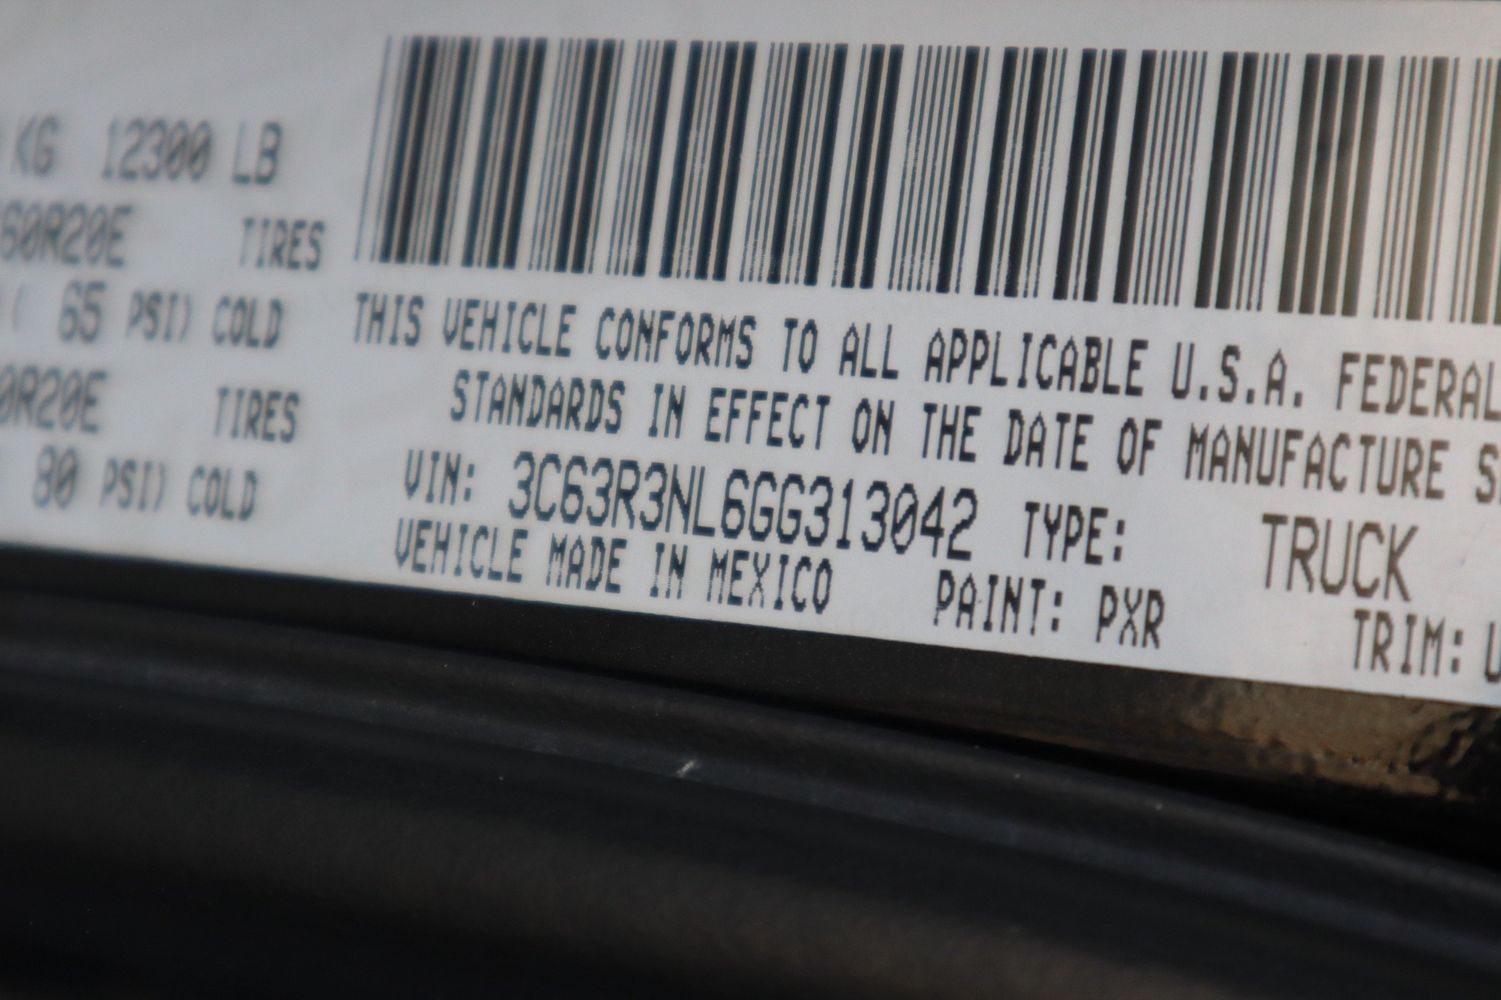 KG 12300 LB
60R20E TIRES
( 65 PSI) COLD
0R20E TIRES
80 PSI) COLD
THIS VEHICLE CONFORMS TO ALL APPLICABLE U.S.A. FEDERAL
STANDARDS IN EFFECT ON THE DATE OF MANUFACTURE S
VIN: 3C63R3NL6GG313042 TYPE: TRUCK
VEHICLE MADE IN MEXICO PAINT: PXR TRIM: